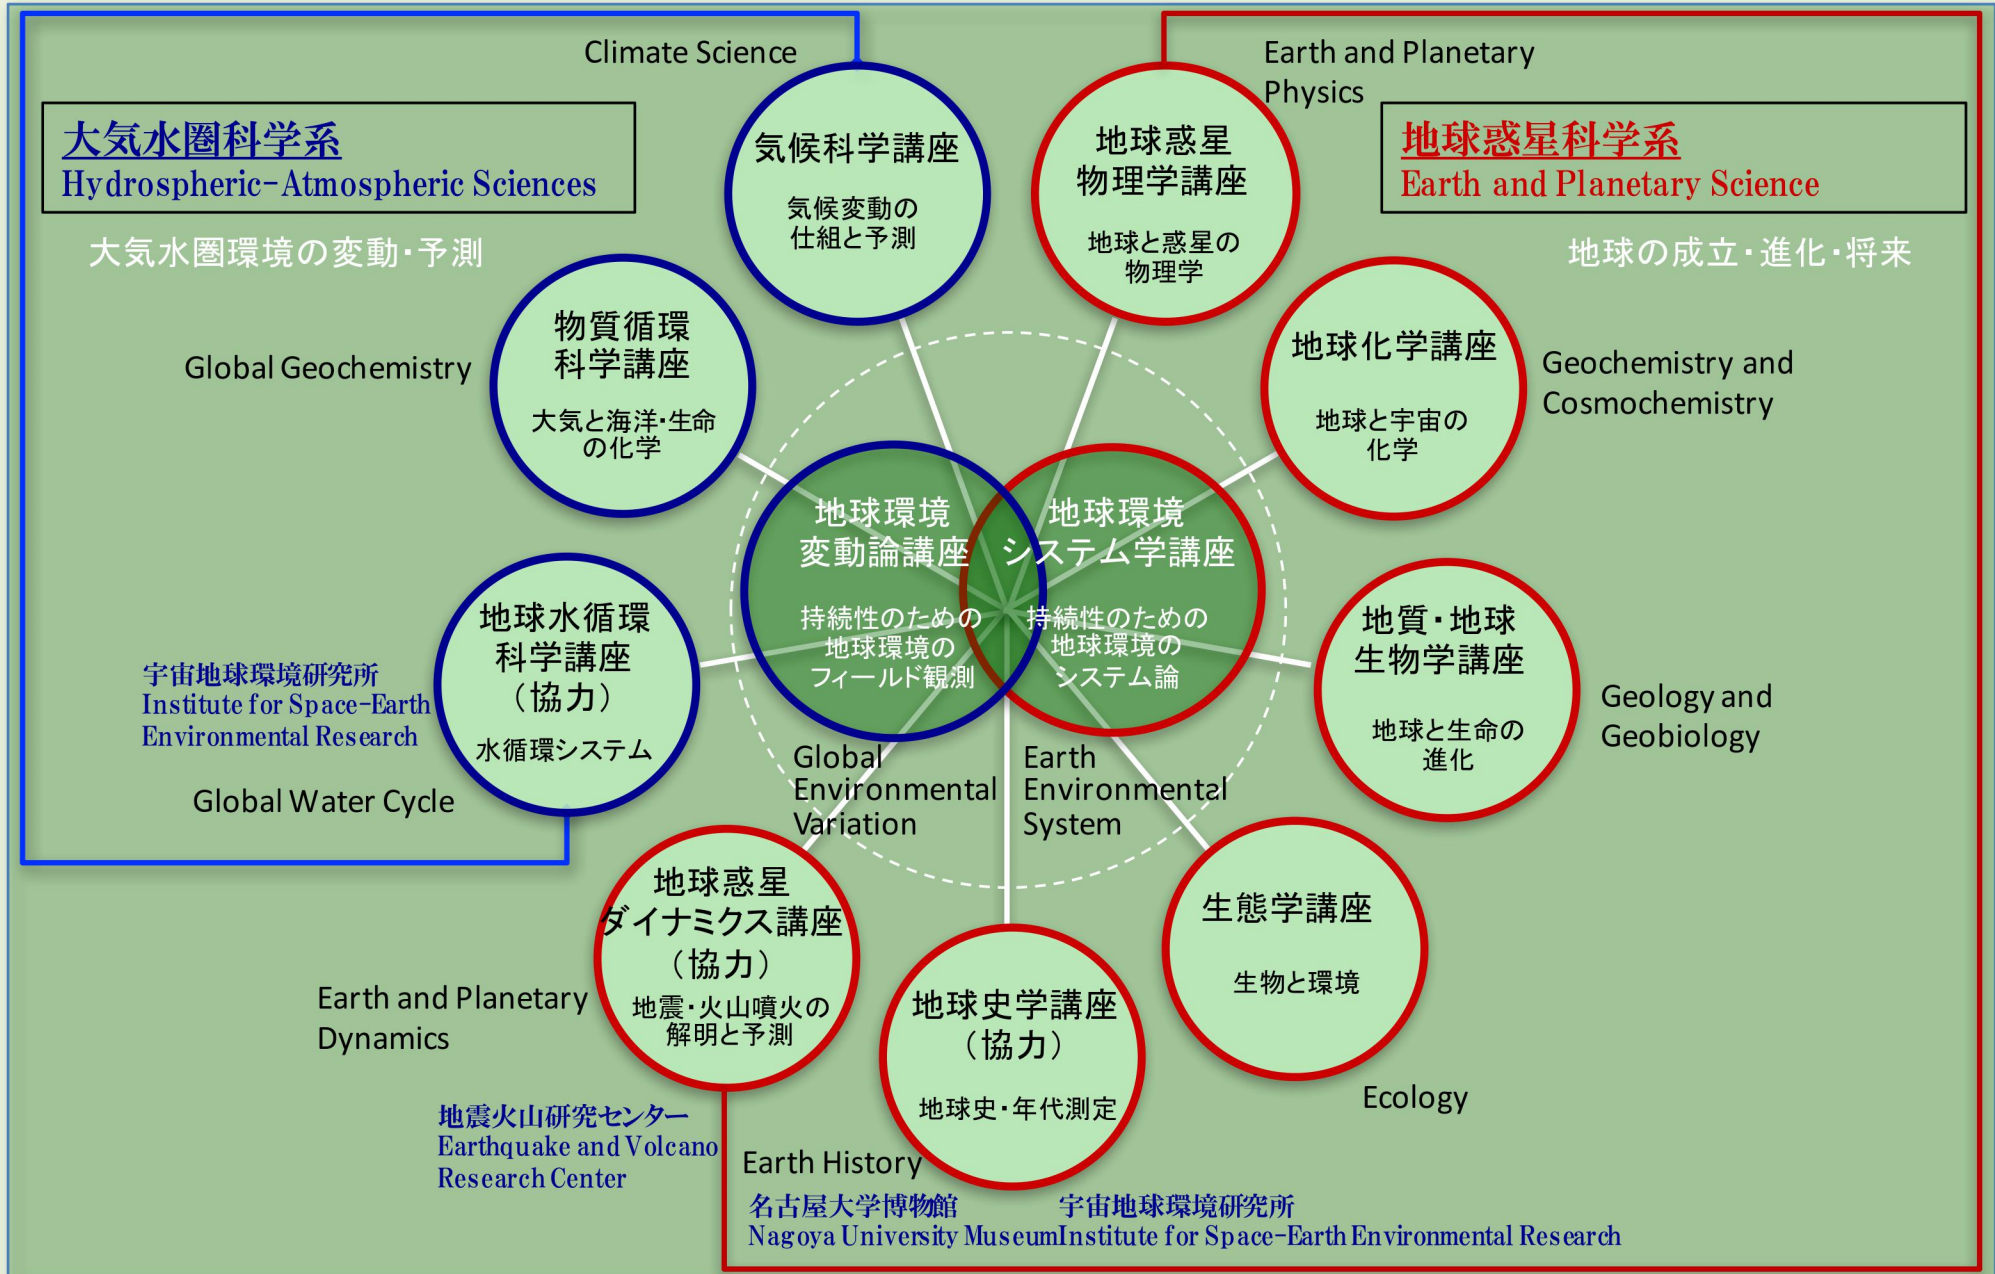 Climate Science
Earth and Planetary
Physics
大気水圏科学系
Hydrospheric-Atmospheric Sciences
大気水圏環境の変動・予測
地球惑星科学系
Earth and Planetary Science
地球の成立・進化・将来
気候科学講座
気候変動の
仕組と予測
地球惑星
物理学講座
地球と惑星の
物理学
Global Geochemistry
物質循環
科学講座
大気と海洋・生命
の化学
地球化学講座
地球と宇宙の
化学
Geochemistry and
Cosmochemistry
地球環境
変動論講座
持続性のための
地球環境の
フィールド観測
地球環境
システム学講座
持続性のための
地球環境の
システム論
地球水循環
科学講座
（協力）
水循環システム
宇宙地球環境研究所
Institute for Space-Earth
Environmental Research
Global Water Cycle
地質・地球
生物学講座
地球と生命の
進化
Geology and
Geobiology
Global
Environmental
Variation
Earth
Environmental
System
地球惑星
ダイナミクス講座
（協力）
地震・火山噴火の
解明と予測
Earth and Planetary
Dynamics
地震火山研究センター
Earthquake and Volcano
Research Center
地球史学講座
（協力）
地球史・年代測定
Earth History
名古屋大学博物館
Nagoya University Museum
宇宙地球環境研究所
Institute for Space-Earth Environmental Research
生態学講座
生物と環境
Ecology